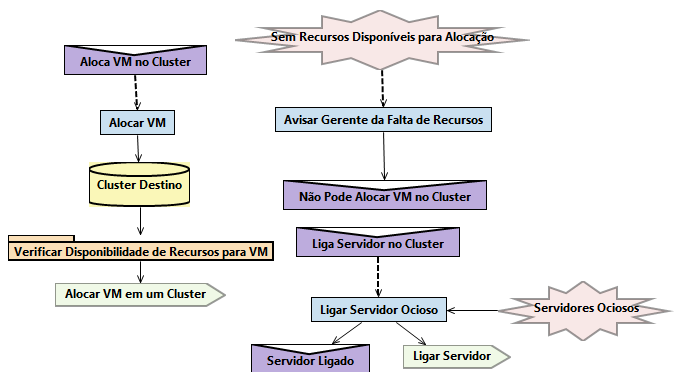 Sem Recursos Disponíveis para Alocação
Aloca VM no Cluster
Alocar VM
Avisar Gerente da Falta de Recursos
Cluster Destino
Não Pode Alocar VM no Cluster
Liga Servidor no Cluster
Verificar Disponibilidade de Recursos para VM
Alocar VM em um Cluster
Ligar Servidor Ocioso
Servidores Ociosos
Servidor Ligado
Ligar Servidor